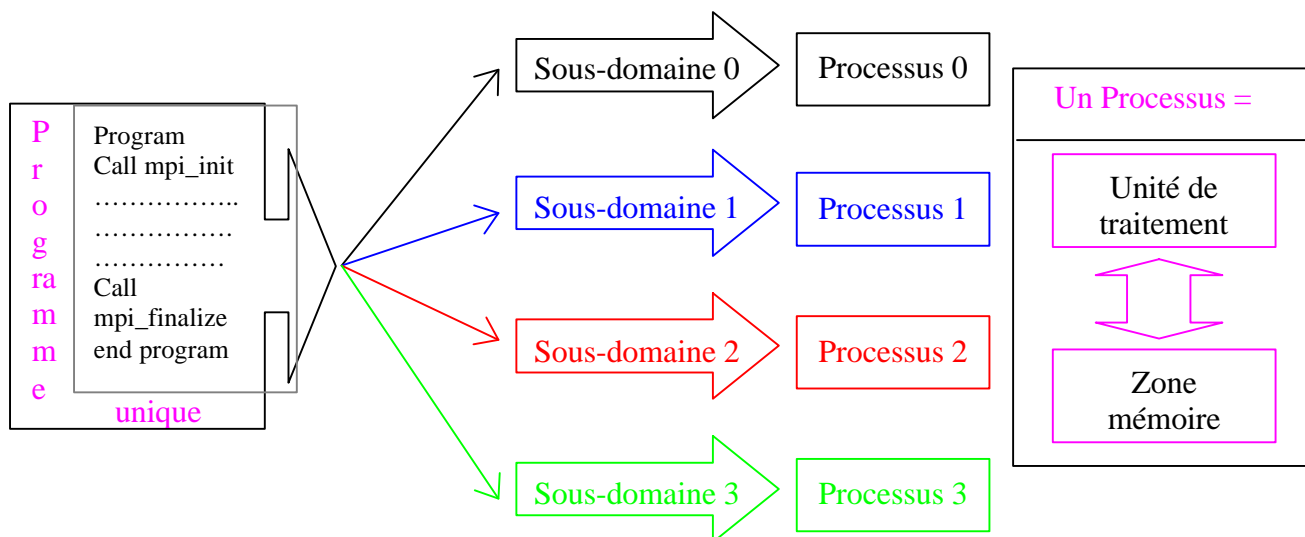 Programme
unique
Program
Call mpi_init
………………..
………………
……………
Call
mpi_finalize
end program
Sous-domaine 0
Processus 0
Sous-domaine 1
Processus 1
Sous-domaine 2
Processus 2
Sous-domaine 3
Processus 3
Un Processus =
Unité de
traitement
Zone
mémoire